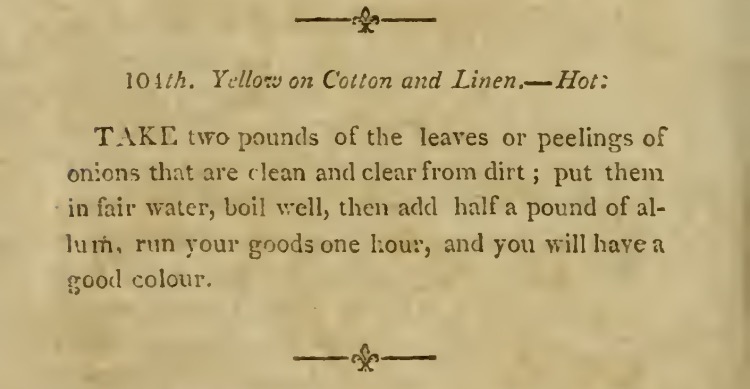 104th. Yellow on Cotton and Linen.—Hot:
TAKE two pounds of the leaves or peelings of
onions that are clean and clear from dirt ; put them
in fair water, boil well, then add half a pound of al-
lum, run your goods one hour, and you will have a
good colour.